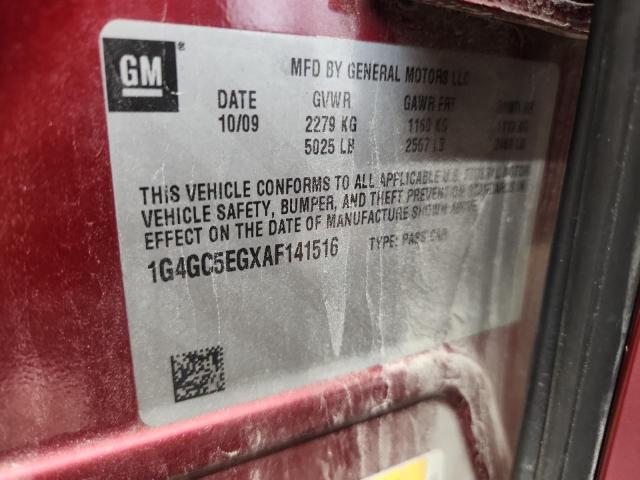 GM ®
MFD BY GENERAL MOTORS LLC
DATE GVWR GAWR FRT
10/09 2279 KG 1160 KG
5025 LB 2557 LB
THIS VEHICLE CONFORMS TO ALL APPLICABLE U.S.
VEHICLE SAFETY, BUMPER, AND THEFT PREVENTION STANDARDS IN
EFFECT ON THE DATE OF MANUFACTURE SHOWN ABOVE.
1G4GC5EGXAF141516 TYPE: PASS CAR